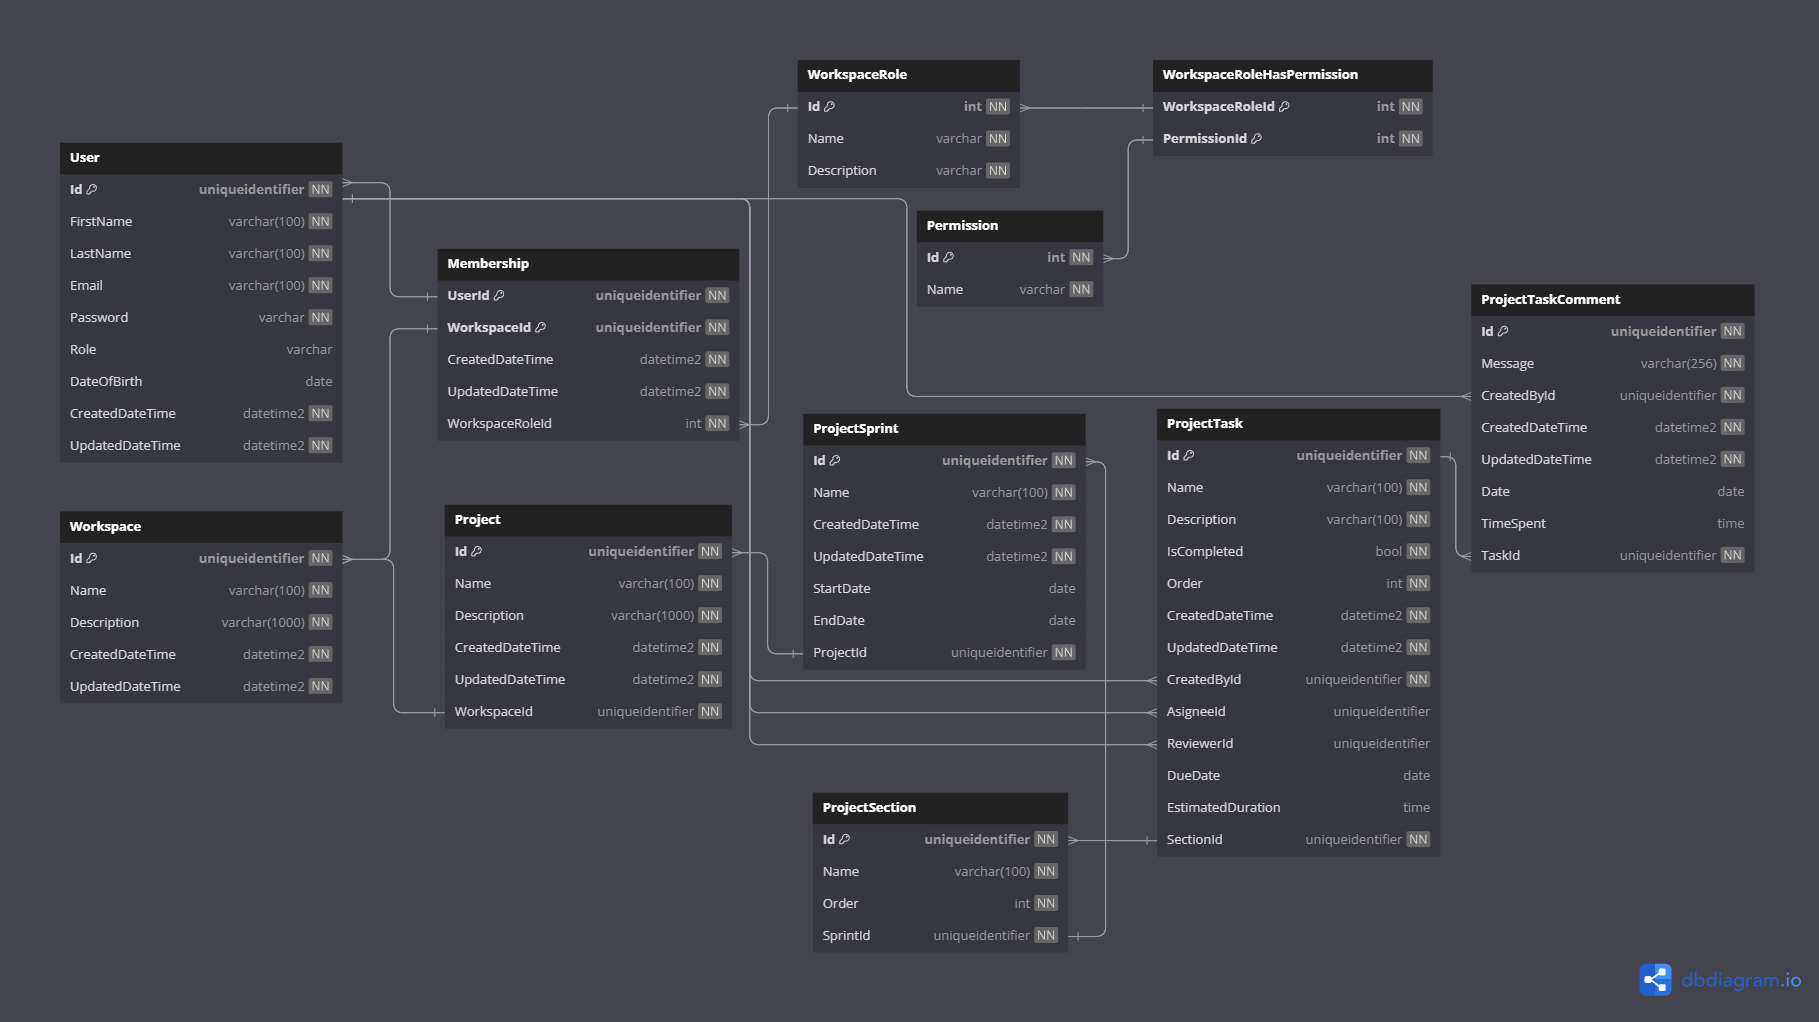 User
Id uniqueidentifier NN
FirstName varchar(100) NN
LastName varchar(100) NN
Email varchar(100) NN
Password varchar NN
Role varchar
DateOfBirth date
CreatedDateTime datetime2 NN
UpdatedDateTime datetime2 NN
Workspace
Id uniqueidentifier NN
Name varchar(100) NN
Description varchar(1000) NN
CreatedDateTime datetime2 NN
UpdatedDateTime datetime2 NN
Membership
UserId uniqueidentifier NN
WorkspaceId uniqueidentifier NN
CreatedDateTime datetime2 NN
UpdatedDateTime datetime2 NN
WorkspaceRoleId int NN
Project
Id uniqueidentifier NN
Name varchar(100) NN
Description varchar(1000) NN
CreatedDateTime datetime2 NN
UpdatedDateTime datetime2 NN
WorkspaceId uniqueidentifier NN
WorkspaceRole
Id int NN
Name varchar NN
Description varchar NN
WorkspaceRoleHasPermission
WorkspaceRoleId int NN
PermissionId int NN
Permission
Id int NN
Name varchar NN
ProjectSprint
Id uniqueidentifier NN
Name varchar(100) NN
CreatedDateTime datetime2 NN
UpdatedDateTime datetime2 NN
StartDate date
EndDate date
ProjectId uniqueidentifier NN
ProjectSection
Id uniqueidentifier NN
Name varchar(100) NN
Order int NN
SprintId uniqueidentifier NN
ProjectTask
Id uniqueidentifier NN
Name varchar(100) NN
Description varchar(100) NN
IsCompleted bool NN
Order int NN
CreatedDateTime datetime2 NN
UpdatedDateTime datetime2 NN
CreatedById uniqueidentifier NN
AsigneeId uniqueidentifier
ReviewerId uniqueidentifier
DueDate date
EstimatedDuration time
SectionId uniqueidentifier NN
ProjectTaskComment
Id uniqueidentifier NN
Message varchar(256) NN
CreatedById uniqueidentifier NN
CreatedDateTime datetime2 NN
UpdatedDateTime datetime2 NN
Date date
TimeSpent time
TaskId uniqueidentifier NN
dbdiagram.io